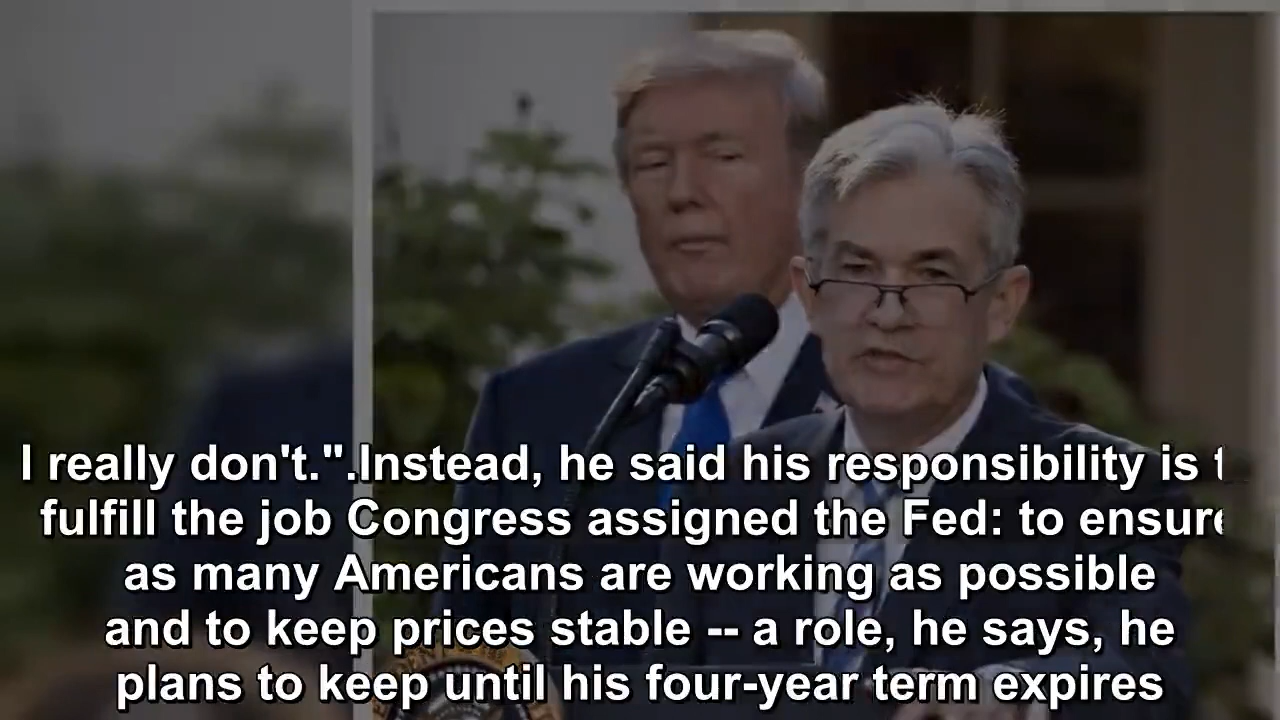 I really don't.".Instead, he said his responsibility is t
fulfill the job Congress assigned the Fed: to ensure
as many Americans are working as possible
and to keep prices stable -- a role, he says, he
plans to keep until his four-year term expires